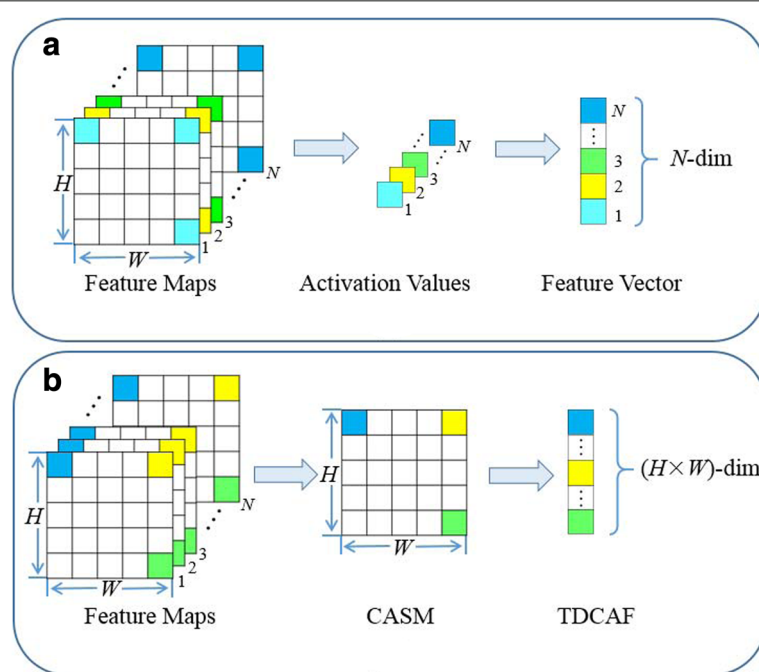 a
H
W
1
2
3
N
Feature Maps
1
2
3
N
Activation Values
N
3
2
1
N-dim
Feature Vector
b
H
W
1
2
3
N
Feature Maps
H
W
CASM
(H×W)-dim
TDCAF